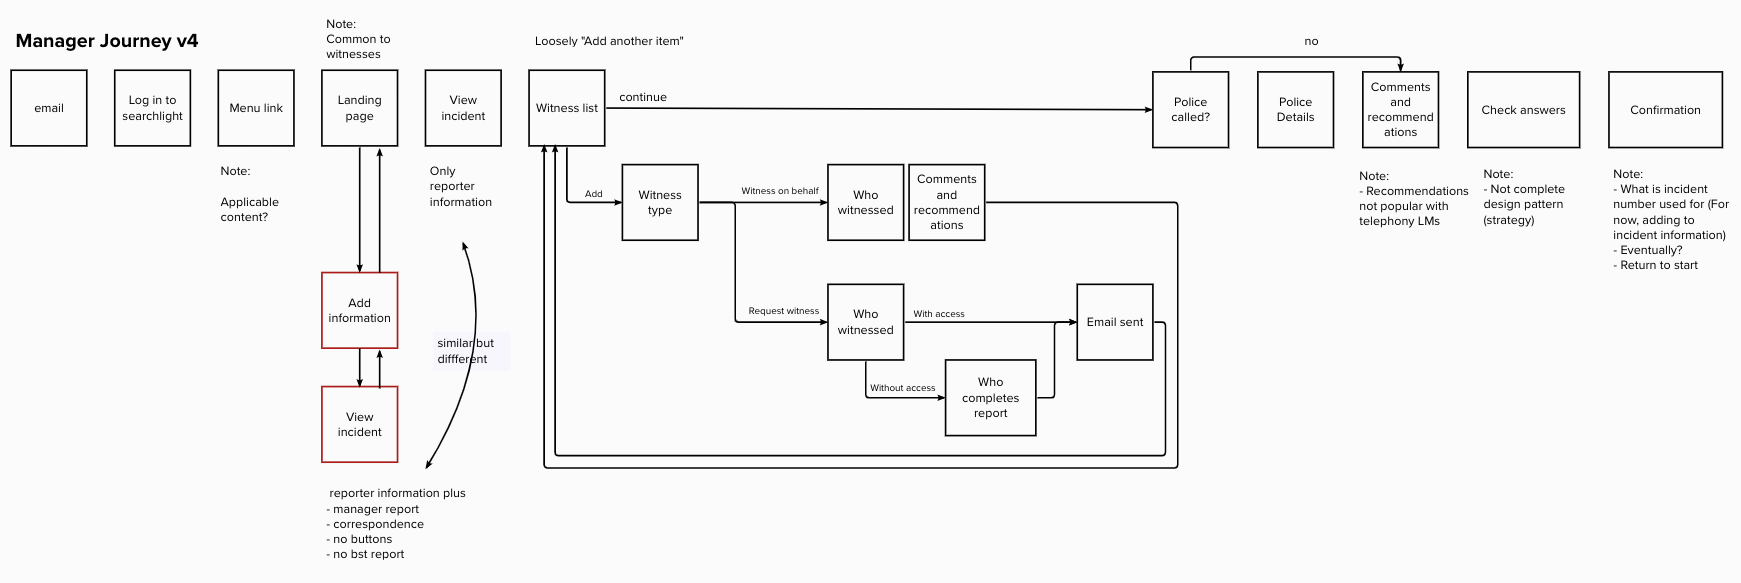 Note:
Common to
witnesses
Manager Journey v4
Loosely "Add another item"
no
email
Log in to
searchlight
Menu link
Landing
page
View
incident
Witness list
continue
Police
called?
Police
Details
Comments
and
recommend
ations
Check answers
Confirmation
Note:
Applicable
content?
Only
reporter
information
Add
Witness
type
Witness on behalf
Who
witnessed
Comments
and
recommend
ations
Note:
- Recommendations
not popular with
telephony LMs
Note:
- Not complete
design pattern
(strategy)
Note:
- What is incident
number used for (For
now, adding to
incident information)
- Eventually?
- Return to start
Add
information
Request witness
Who
witnessed
With access
Email sent
similar but
diffferent
Without access
Who
completes
report
View
incident
reporter information plus
- manager report
- correspondence
- no buttons
- no bst report